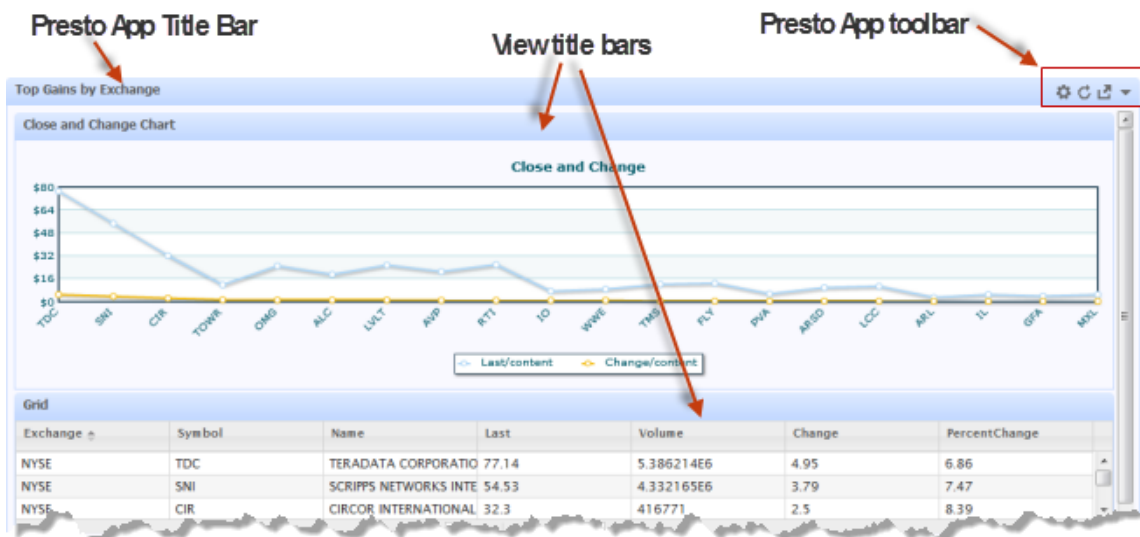 Presto App Title Bar
View title bars
Presto App toolbar
Top Gains by Exchange
Close and Change Chart
Close and Change
$80
$64
$48
$32
$16
$0
TDC SNI CIR TOWR OMG ALC LVLT AVP RTI IO WWE TMS FLY PVA ARSD LCC ARL IL GFA MXL
Last/content Change/content
Grid
Exchange Symbol Name Last Volume Change PercentChange
NYSE TDC TERADATA CORPORATIO 77.14 5.386214E6 4.95 6.86
NYSE SNI SCRIPPS NETWORKS INTE 54.53 4.332165E6 3.79 7.47
NYSE CIR CIRCOR INTERNATIONAL 32.3 416771 2.5 8.39